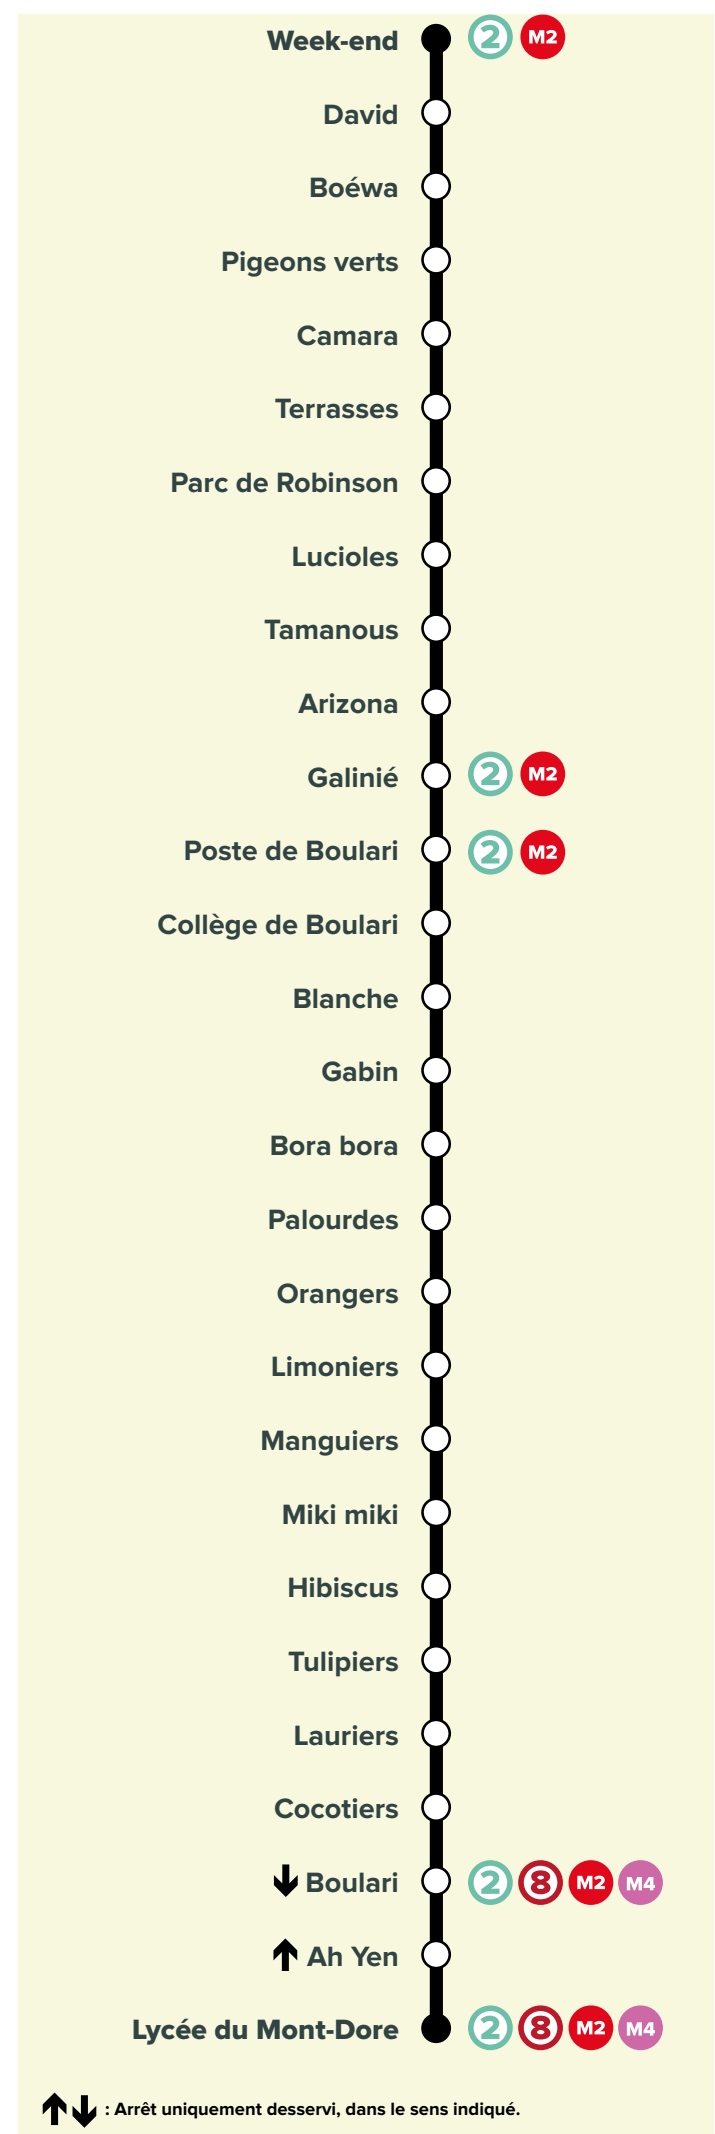 Week-end 2 M2
David
Boéwa
Pigeons verts
Camara
Terrasses
Parc de Robinson
Lucioles
Tamanous
Arizona
Galinié 2 M2
Poste de Boulari 2 M2
Collège de Boulari
Blanche
Gabin
Bora bora
Palourdes
Orangers
Limoniers
Manguiers
Miki miki
Hibiscus
Tulipiers
Lauriers
Cocotiers
↓ Boulari 2 8 M2 M4
↑ Ah Yen
Lycée du Mont-Dore 2 8 M2 M4
↑↓ : Arrêt uniquement desservi, dans le sens indiqué.